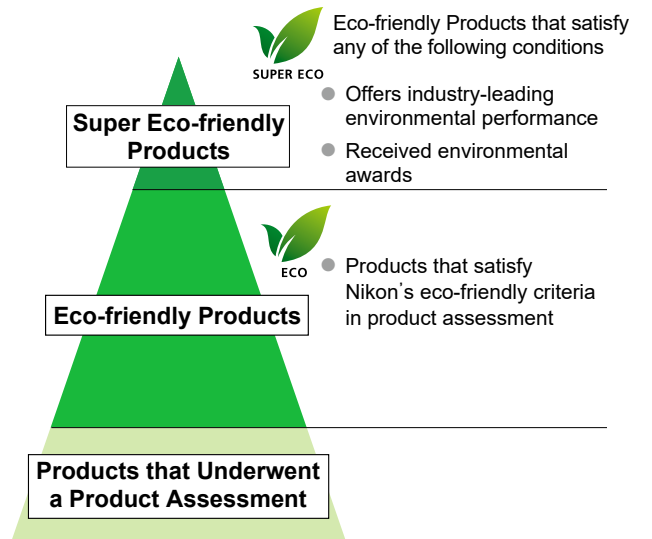 SUPER ECO
Eco-friendly Products that satisfy
any of the following conditions
Super Eco-friendly
Products
Offers industry-leading
environmental performance
Received environmental
awards
ECO
Eco-friendly Products
Products that satisfy
Nikon's eco-friendly criteria
in product assessment
Products that Underwent
a Product Assessment